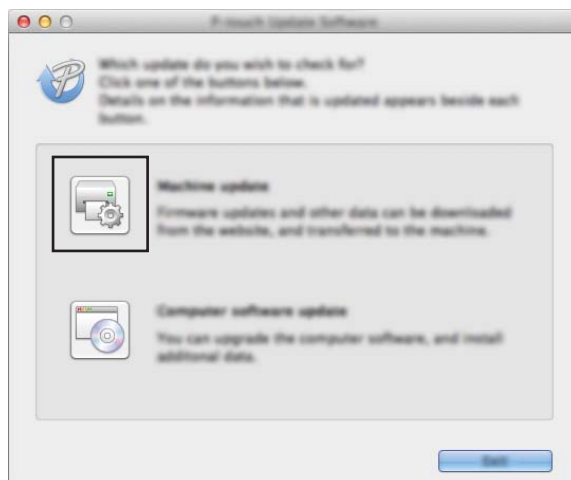 P-touch Update Software
Which update do you wish to check for?
Click one of the buttons below.
Details on the information that is updated appears beside each
button.
Machine update
Firmware updates and other data can be downloaded
from the website, and transferred to the machine.
Computer software update
You can upgrade the computer software, and install
additional data.
Exit